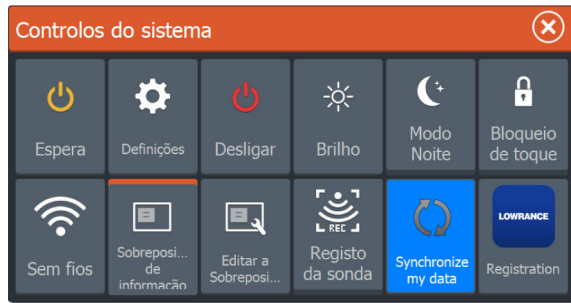 Controlos do sistema
Espera
Definições
Desligar
Brilho
Modo
Noite
Bloqueio
de toque
REC
Sem fios
Sobreposi...
de
informação
Editar a
Sobreposi...
Registo
da sonda
Synchronize
my data
LOWRANCE
Registration